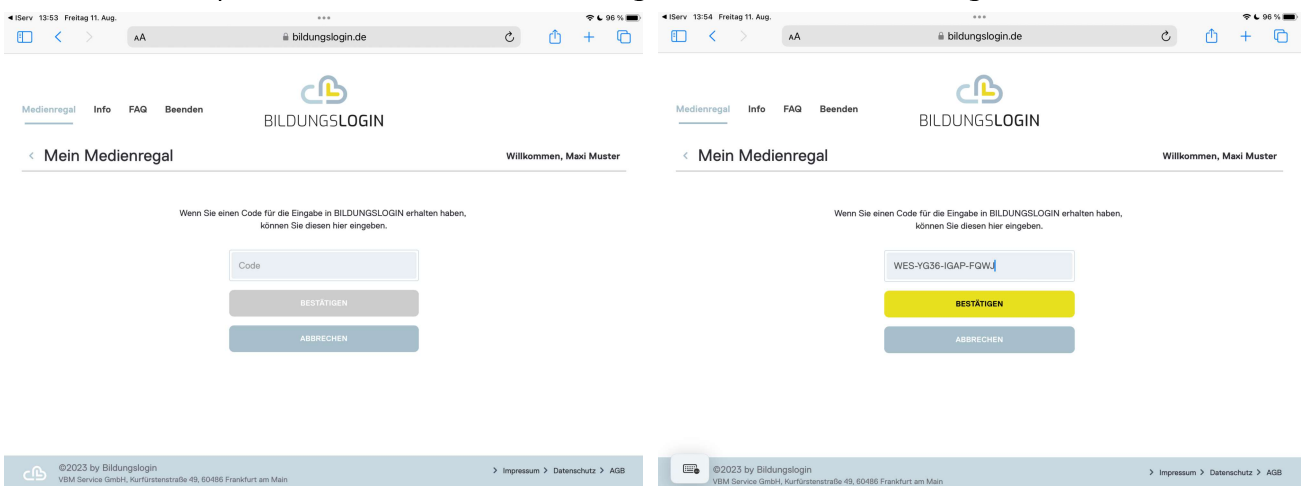 ◂ IServ 13:53 Freitag 11. Aug.
96 %
AA
bildungslogin.de
Medienregal Info FAQ Beenden
BILDUNGSLOGIN
< Mein Medienregal
Willkommen, Maxi Muster
Wenn Sie einen Code für die Eingabe in BILDUNGSLOGIN erhalten haben,
können Sie diesen hier eingeben.
Code
BESTÄTIGEN
ABBRECHEN
©2023 by Bildungslogin
VBM Service GmbH, Kurfürstenstraße 49, 60486 Frankfurt am Main
> Impressum > Datenschutz > AGB
◂ IServ 13:54 Freitag 11. Aug.
96 %
AA
bildungslogin.de
Medienregal Info FAQ Beenden
BILDUNGSLOGIN
< Mein Medienregal
Willkommen, Maxi Muster
Wenn Sie einen Code für die Eingabe in BILDUNGSLOGIN erhalten haben,
können Sie diesen hier eingeben.
WES-YG36-IGAP-FQWJ
BESTÄTIGEN
ABBRECHEN
©2023 by Bildungslogin
VBM Service GmbH, Kurfürstenstraße 49, 60486 Frankfurt am Main
> Impressum > Datenschutz > AGB